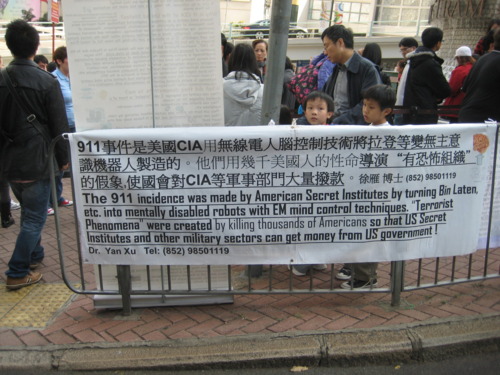 911事件是美國CIA用無線電人腦控制技術將拉登等變無主意
識機器人製造的。他們用幾千美國人的性命導演 "有恐怖組織"
的假象,使國會對CIA等軍事部門大量撥款。徐雁 博士 (852) 98501119
The 911 incidence was made by American Secret Institutes by turning Bin Laten,
etc. into mentally disabled robots with EM mind control techniques. "Terrorist
Phenomena" were created by killing thousands of Americans so that US Secret
Institutes and other military sectors can get money from US government !
Dr. Yan Xu Tel: (852) 98501119